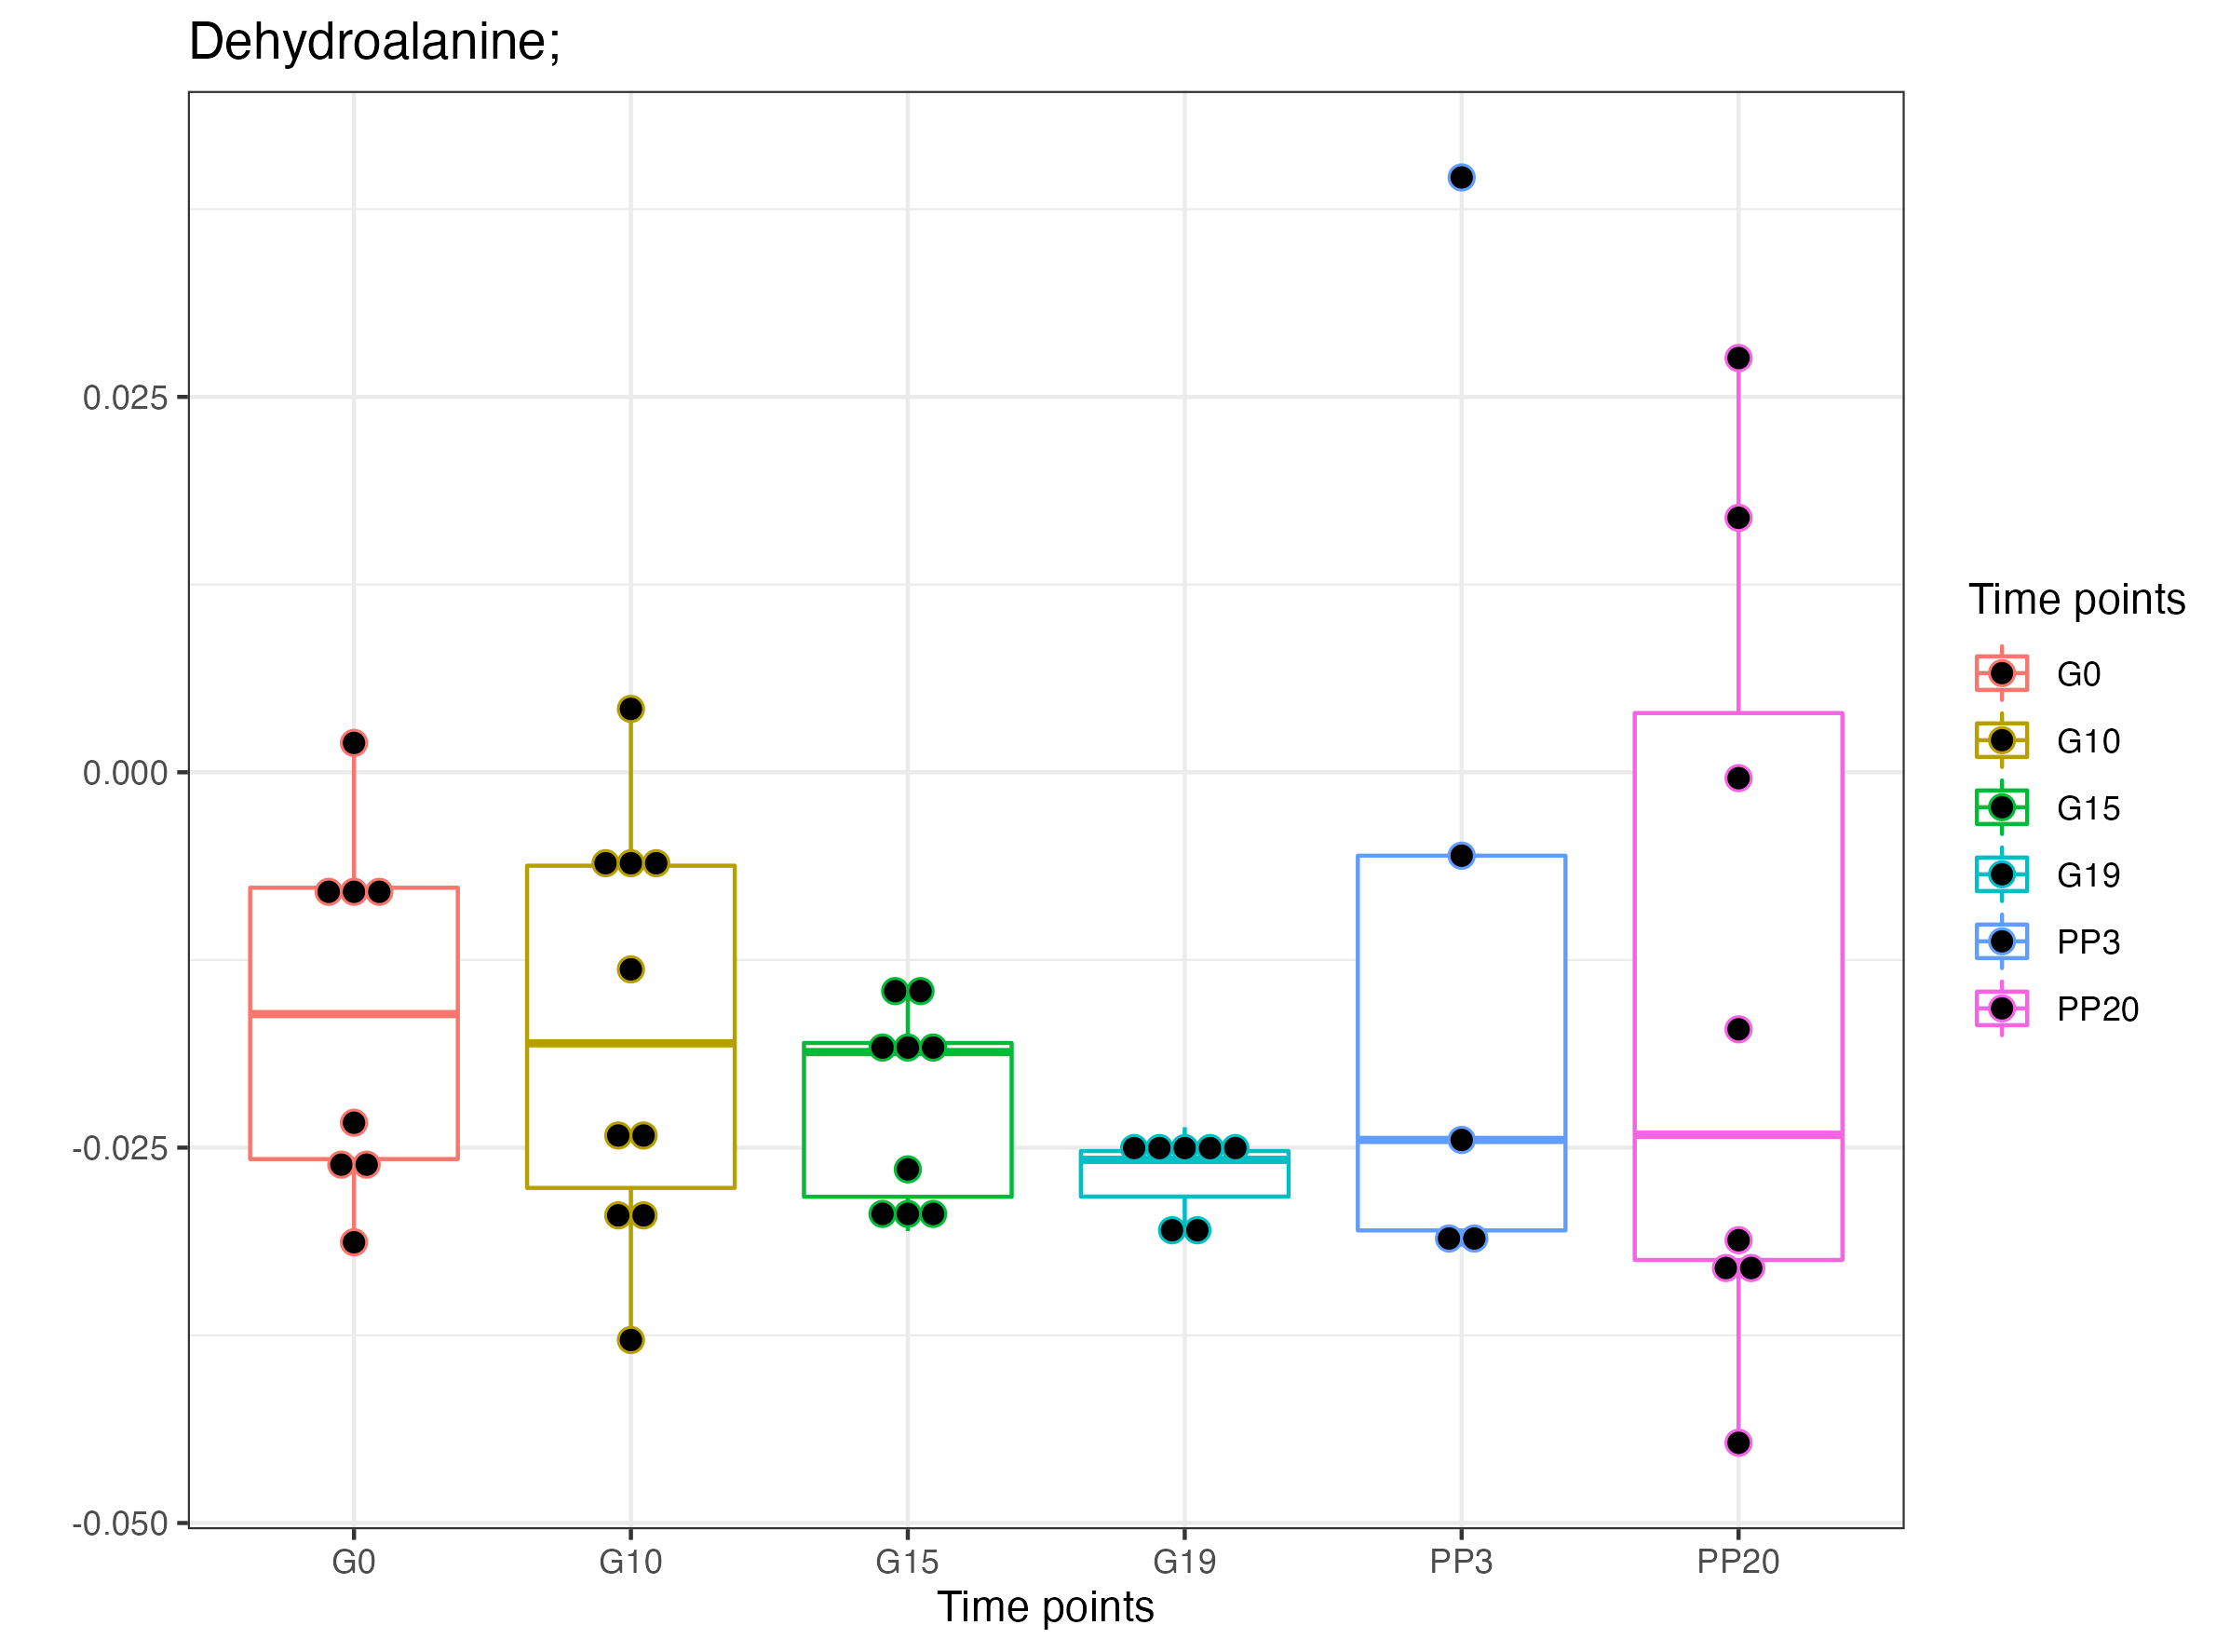 Dehydroalanine;
0.025
0.000
-0.025
-0.050
G0 G10 G15 G19 PP3 PP20
Time points
Time points
G0
G10
G15
G19
PP3
PP20